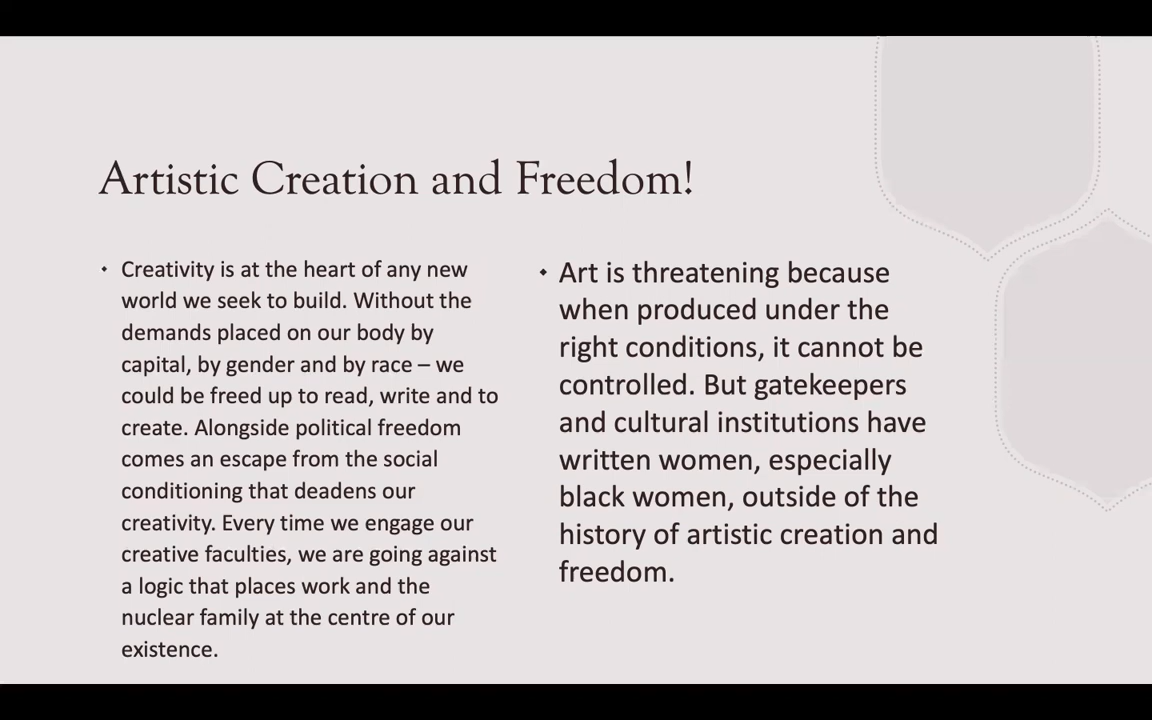 Artistic Creation and Freedom!
• Creativity is at the heart of any new
world we seek to build. Without the
demands placed on our body by
capital, by gender and by race – we
could be freed up to read, write and to
create. Alongside political freedom
comes an escape from the social
conditioning that deadens our
creativity. Every time we engage our
creative faculties, we are going against
a logic that places work and the
nuclear family at the centre of our
existence.
• Art is threatening because
when produced under the
right conditions, it cannot be
controlled. But gatekeepers
and cultural institutions have
written women, especially
black women, outside of the
history of artistic creation and
freedom.